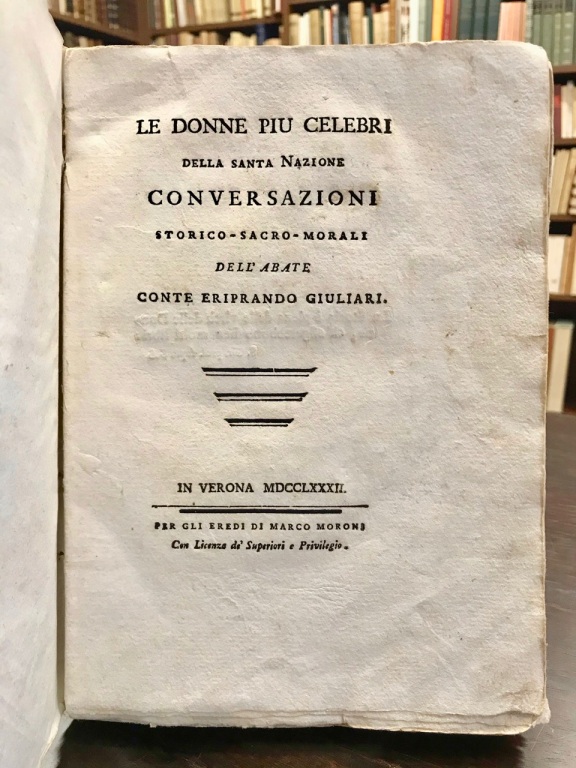 LE DONNE PIU CELEBRI
DELLA SANTA NAZIONE
CONVERSAZIONI
STORICO-SACRO-MORALI
DELL'ABATE
CONTE ERIPRANDO GIULIARI.
IN VERONA MDCCLXXXII.
PER GLI EREDI DI MARCO MORONI
Con Licenza de' Superiori e Privilegio.